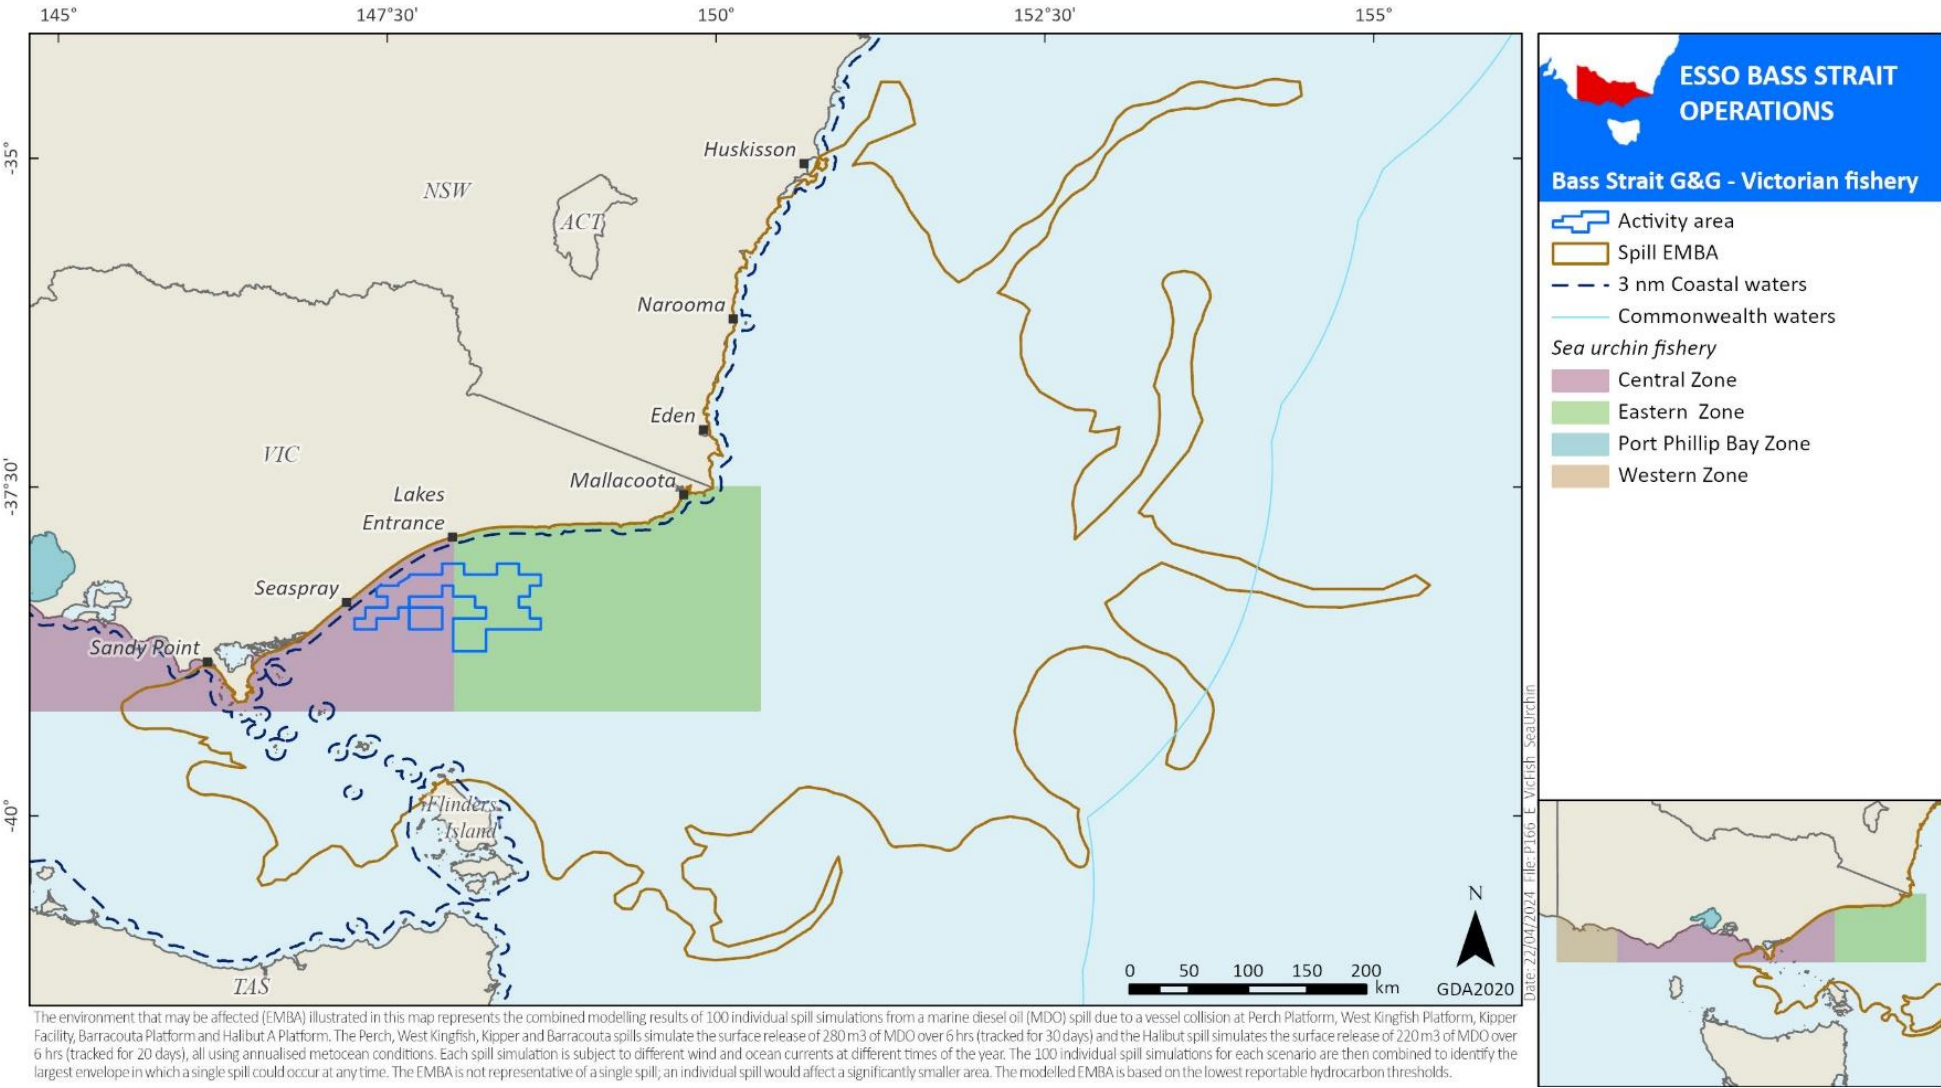 145°
147°30'
150°
152°30'
155°
-35°
-37°30'
-40°
Huskisson
NSW
ACT
Narooma
Eden
VIC
Mallacoota
Lakes
Entrance
Seaspray
Sandy Point
Flinders
Island
TAS
N
0 50 100 150 200
km
GDA2020
Date: 22/04/2024 File: P166_E_VicFish_SeaUrchin
ESSO BASS STRAIT
OPERATIONS
Bass Strait G&G - Victorian fishery
Activity area
Spill EMBA
3 nm Coastal waters
Commonwealth waters
Sea urchin fishery
Central Zone
Eastern Zone
Port Phillip Bay Zone
Western Zone
The environment that may be affected (EMBA) illustrated in this map represents the combined modelling results of 100 individual spill simulations from a marine diesel oil (MDO) spill due to a vessel collision at Perch Platform, West Kingfish Platform, Kipper
Facility, Barracouta Platform and Halibut A Platform. The Perch, West Kingfish, Kipper and Barracouta spills simulate the surface release of 280 m3 of MDO over 6 hrs (tracked for 30 days) and the Halibut spill simulates the surface release of 220 m3 of MDO over
6 hrs (tracked for 20 days), all using annualised metocean conditions. Each spill simulation is subject to different wind and ocean currents at different times of the year. The 100 individual spill simulations for each scenario are then combined to identify the
largest envelope in which a single spill could occur at any time. The EMBA is not representative of a single spill; an individual spill would affect a significantly smaller area. The modelled EMBA is based on the lowest reportable hydrocarbon thresholds.